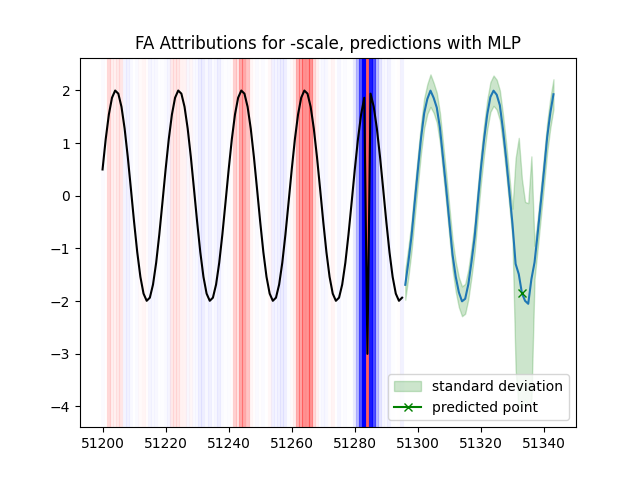 FA Attributions for -scale, predictions with MLP
2
1
0
−1
−2
−3
−4
standard deviation
predicted point
51200 51220 51240 51260 51280 51300 51320 51340